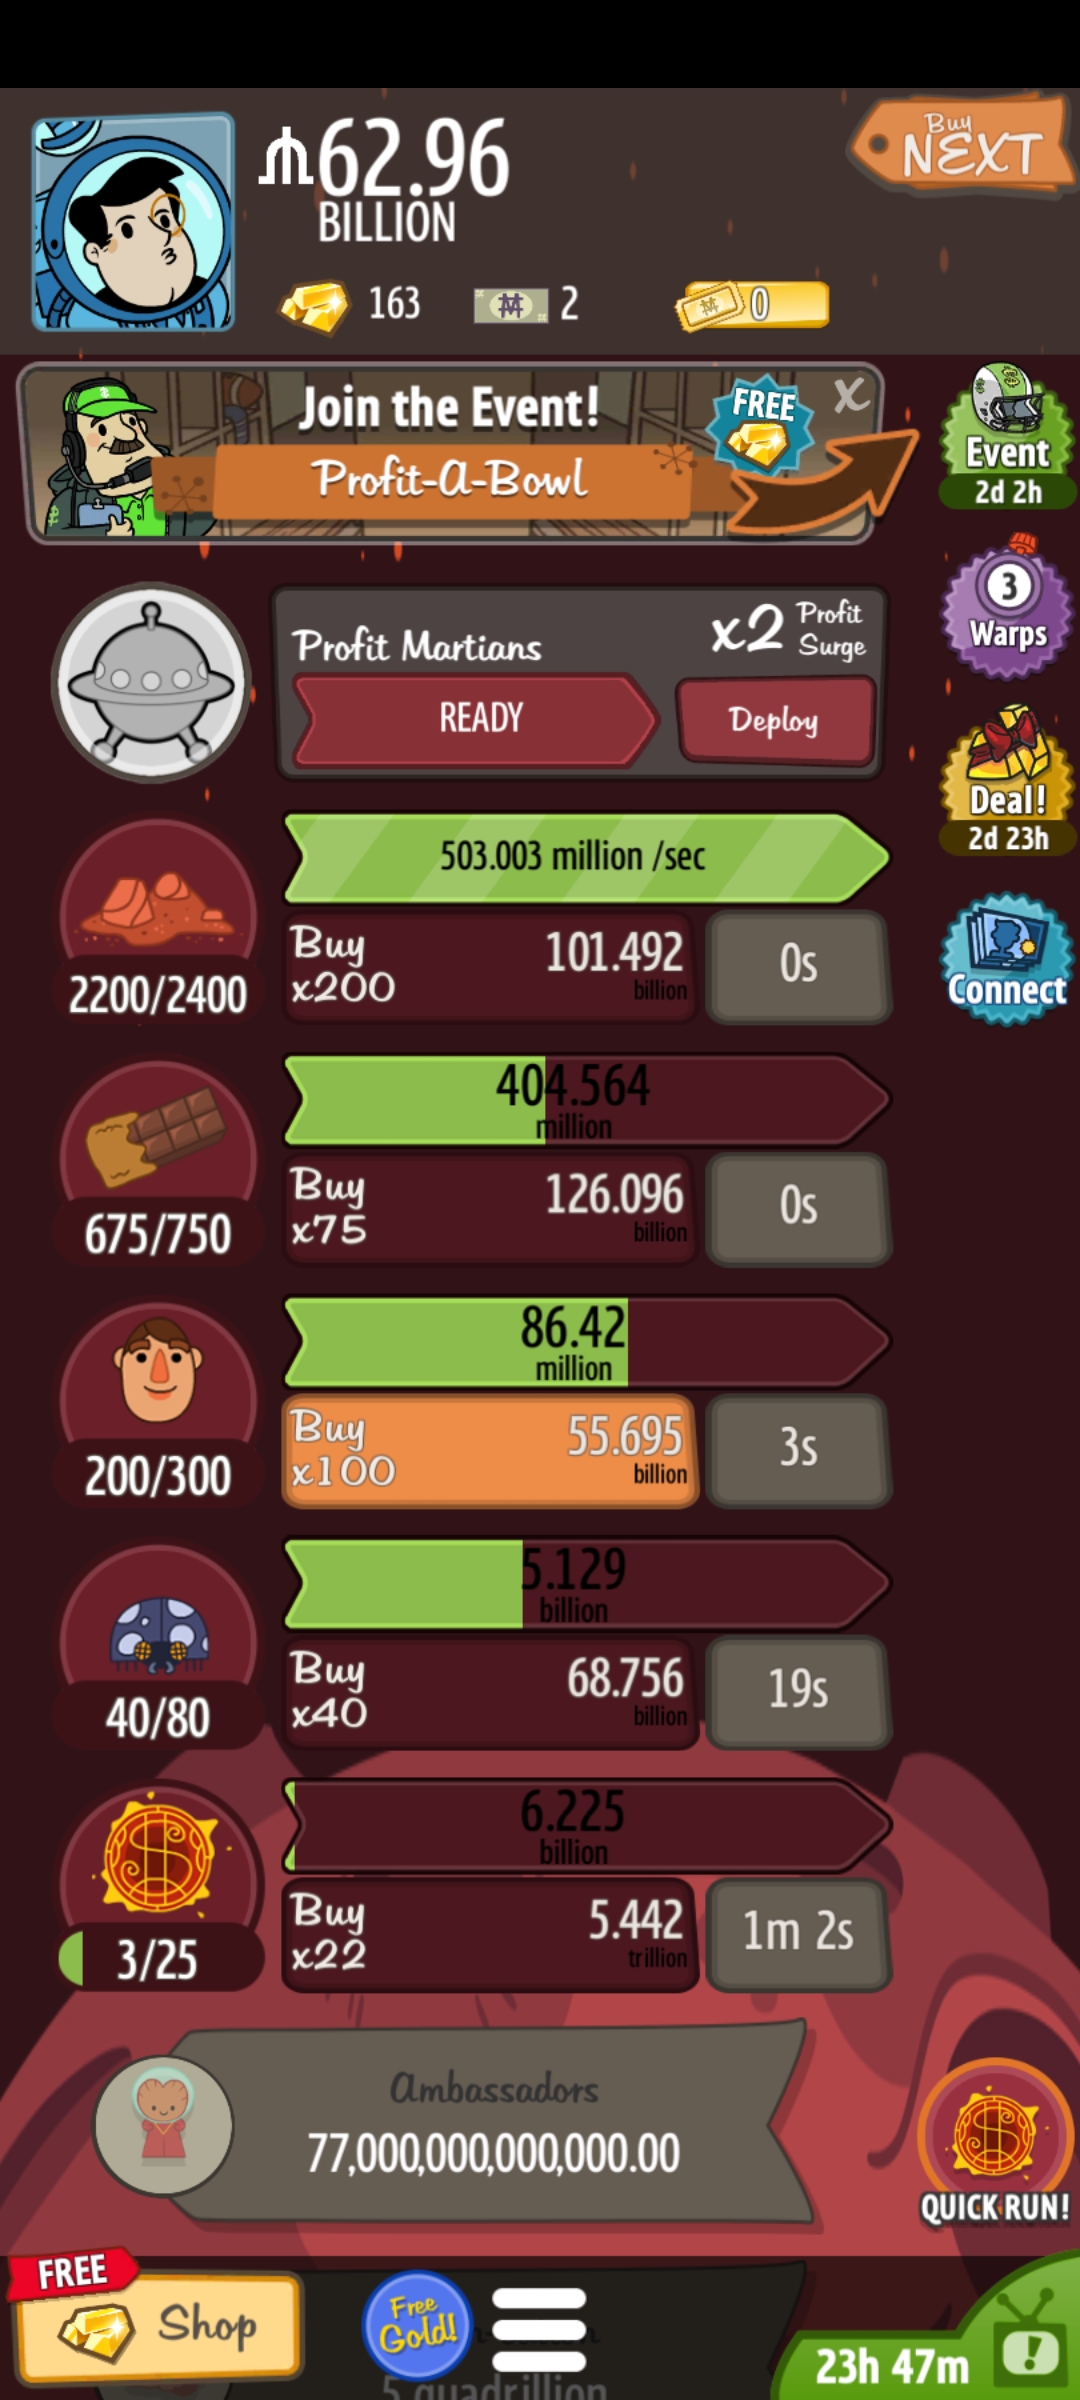 62.96
BILLION
Buy
NEXT
163
2
0
Join the Event!
Profit-A-Bowl
FREE
X
Event
2d 2h
3
Warps
Profit Martians
x2 Profit Surge
READY
Deploy
Deal!
2d 23h
503.003 million /sec
Buy
x200
101.492
billion
0s
2200/2400
Connect
404.564
million
Buy
x75
126.096
billion
0s
675/750
86.42
million
Buy
x100
55.695
billion
3s
200/300
5.129
billion
Buy
x40
68.756
billion
19s
40/80
6.225
billion
Buy
x22
5.442
trillion
1m 2s
3/25
Ambassadors
77,000,000,000,000.00
QUICK RUN!
FREE
Shop
Free
Gold!
23h 47m
5 quadrillion